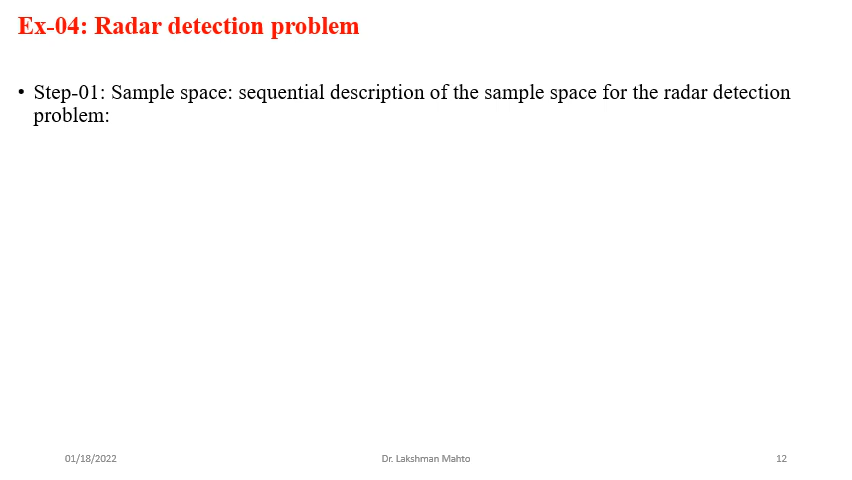 Ex-04: Radar detection problem
• Step-01: Sample space: sequential description of the sample space for the radar detection
problem:
01/18/2022
Dr. Lakshman Mahto
12